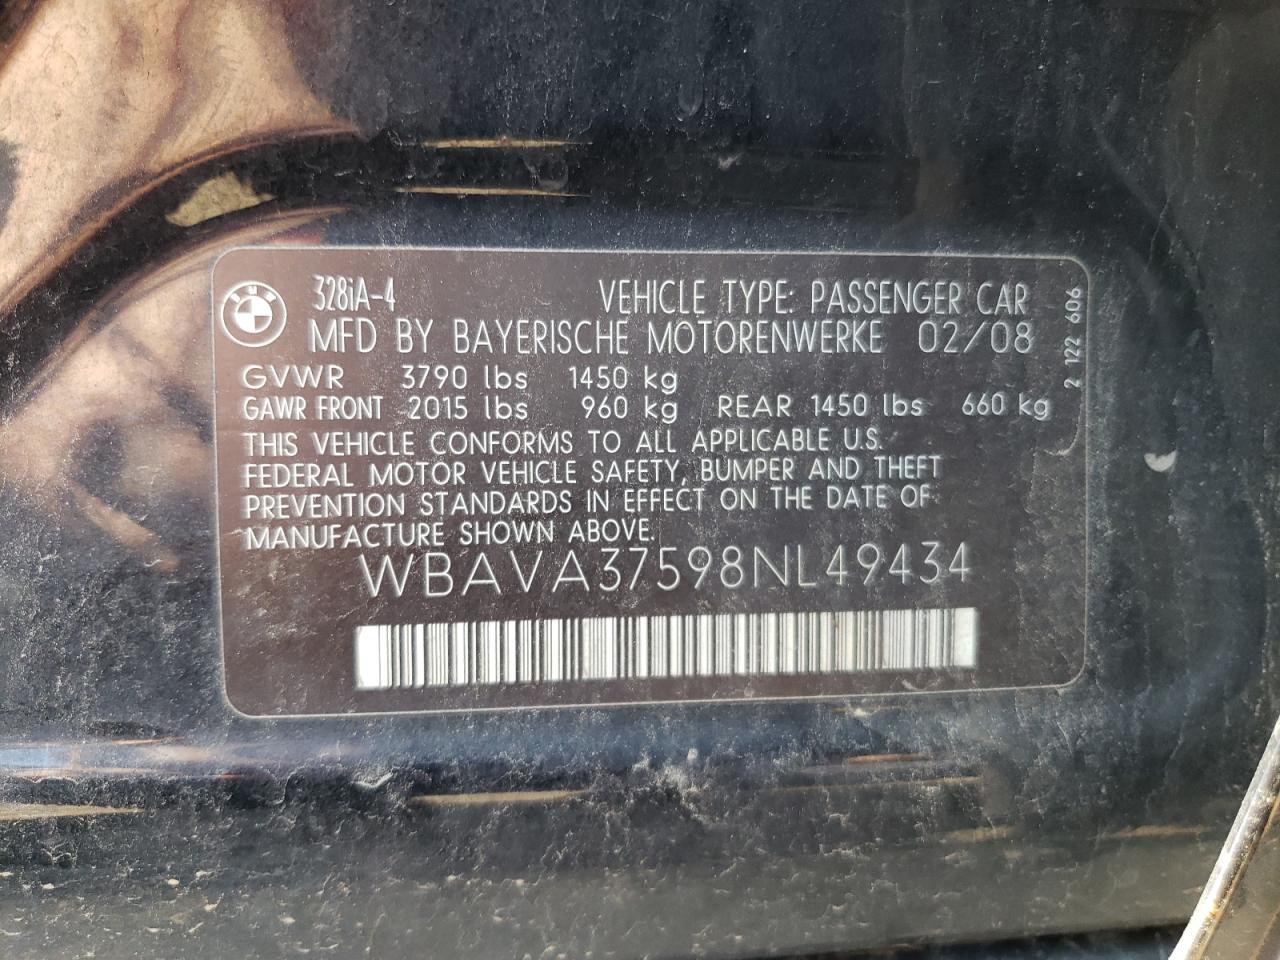 BMW
328iA-4 VEHICLE TYPE: PASSENGER CAR
MFD BY BAYERISCHE MOTORENWERKE 02/08
GVWR 3790 lbs 1450 kg
GAWR FRONT 2015 lbs 960 kg REAR 1450 lbs 660 kg
THIS VEHICLE CONFORMS TO ALL APPLICABLE U.S.
FEDERAL MOTOR VEHICLE SAFETY, BUMPER AND THEFT
PREVENTION STANDARDS IN EFFECT ON THE DATE OF
MANUFACTURE SHOWN ABOVE.
WBAVA37598NL49434
2 122 606